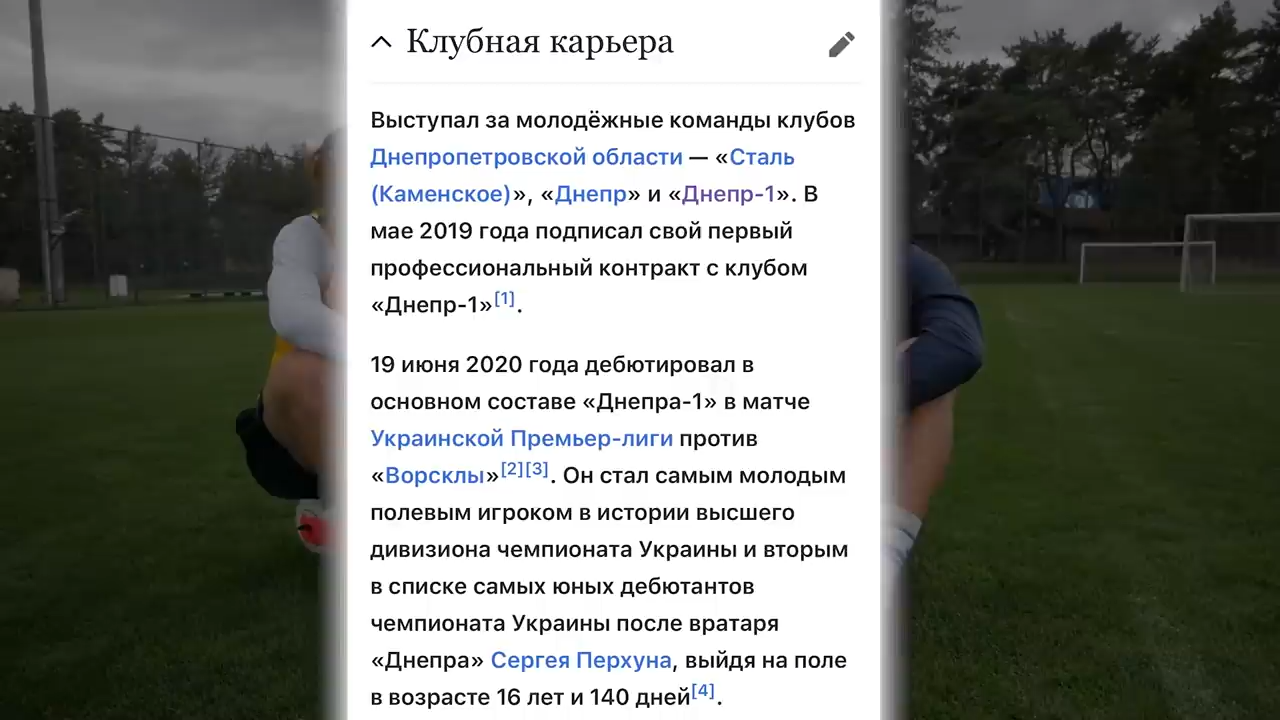 Клубная карьера
Выступал за молодёжные команды клубов
Днепропетровской области — «Сталь
(Каменское)», «Днепр» и «Днепр-1». В
мае 2019 года подписал свой первый
профессиональный контракт с клубом
«Днепр-1»[1].
19 июня 2020 года дебютировал в
основном составе «Днепра-1» в матче
Украинской Премьер-лиги против
«Ворсклы»[2][3]. Он стал самым молодым
полевым игроком в истории высшего
дивизиона чемпионата Украины и вторым
в списке самых юных дебютантов
чемпионата Украины после вратаря
«Днепра» Сергея Перхуна, выйдя на поле
в возрасте 16 лет и 140 дней[4].